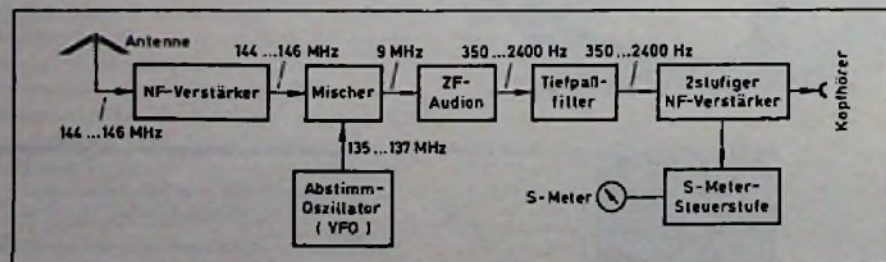 Antenne
144 ...146 MHz
NF-Verstärker
144 ...146 MHz
Mischer
9 MHz
ZF-
Audion
350...2400 Hz
Tiefpaß-
filter
350...2400 Hz
2stufiger
NF-Verstärker
Kopfhörer
135...137 MHz
Abstimm-
Oszillator
( VFO )
S-Meter
S-Meter-
Steuerstufe